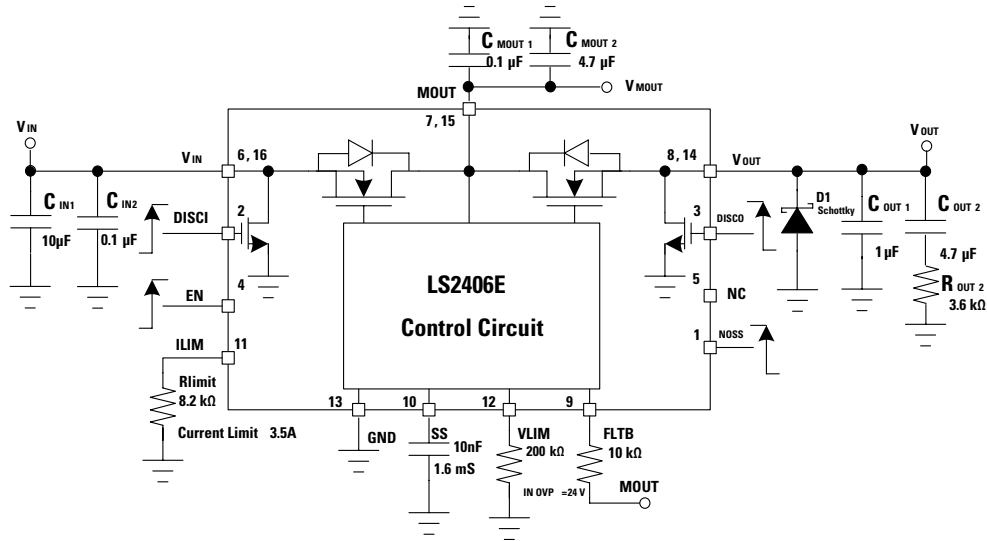 C MOUT 1
0.1 µF
C MOUT 2
4.7 µF
MOUT
V MOUT
7, 15
V IN
V IN
6, 16
8, 14
V OUT
V OUT
C IN1
10µF
C IN2
0.1 µF
DISCI
2
3
DISCO
D1
Schottky
C OUT 1
1 µF
C OUT 2
4.7 µF
R OUT 2
3.6 kΩ
EN
4
5
NC
LS2406E
Control Circuit
1
NOSS
ILIM
11
Rlimit
8.2 kΩ
Current Limit 3.5A
13
10
12
9
GND
SS
10nF
1.6 mS
VLIM
200 kΩ
IN OVP =24 V
FLTB
10 kΩ
MOUT